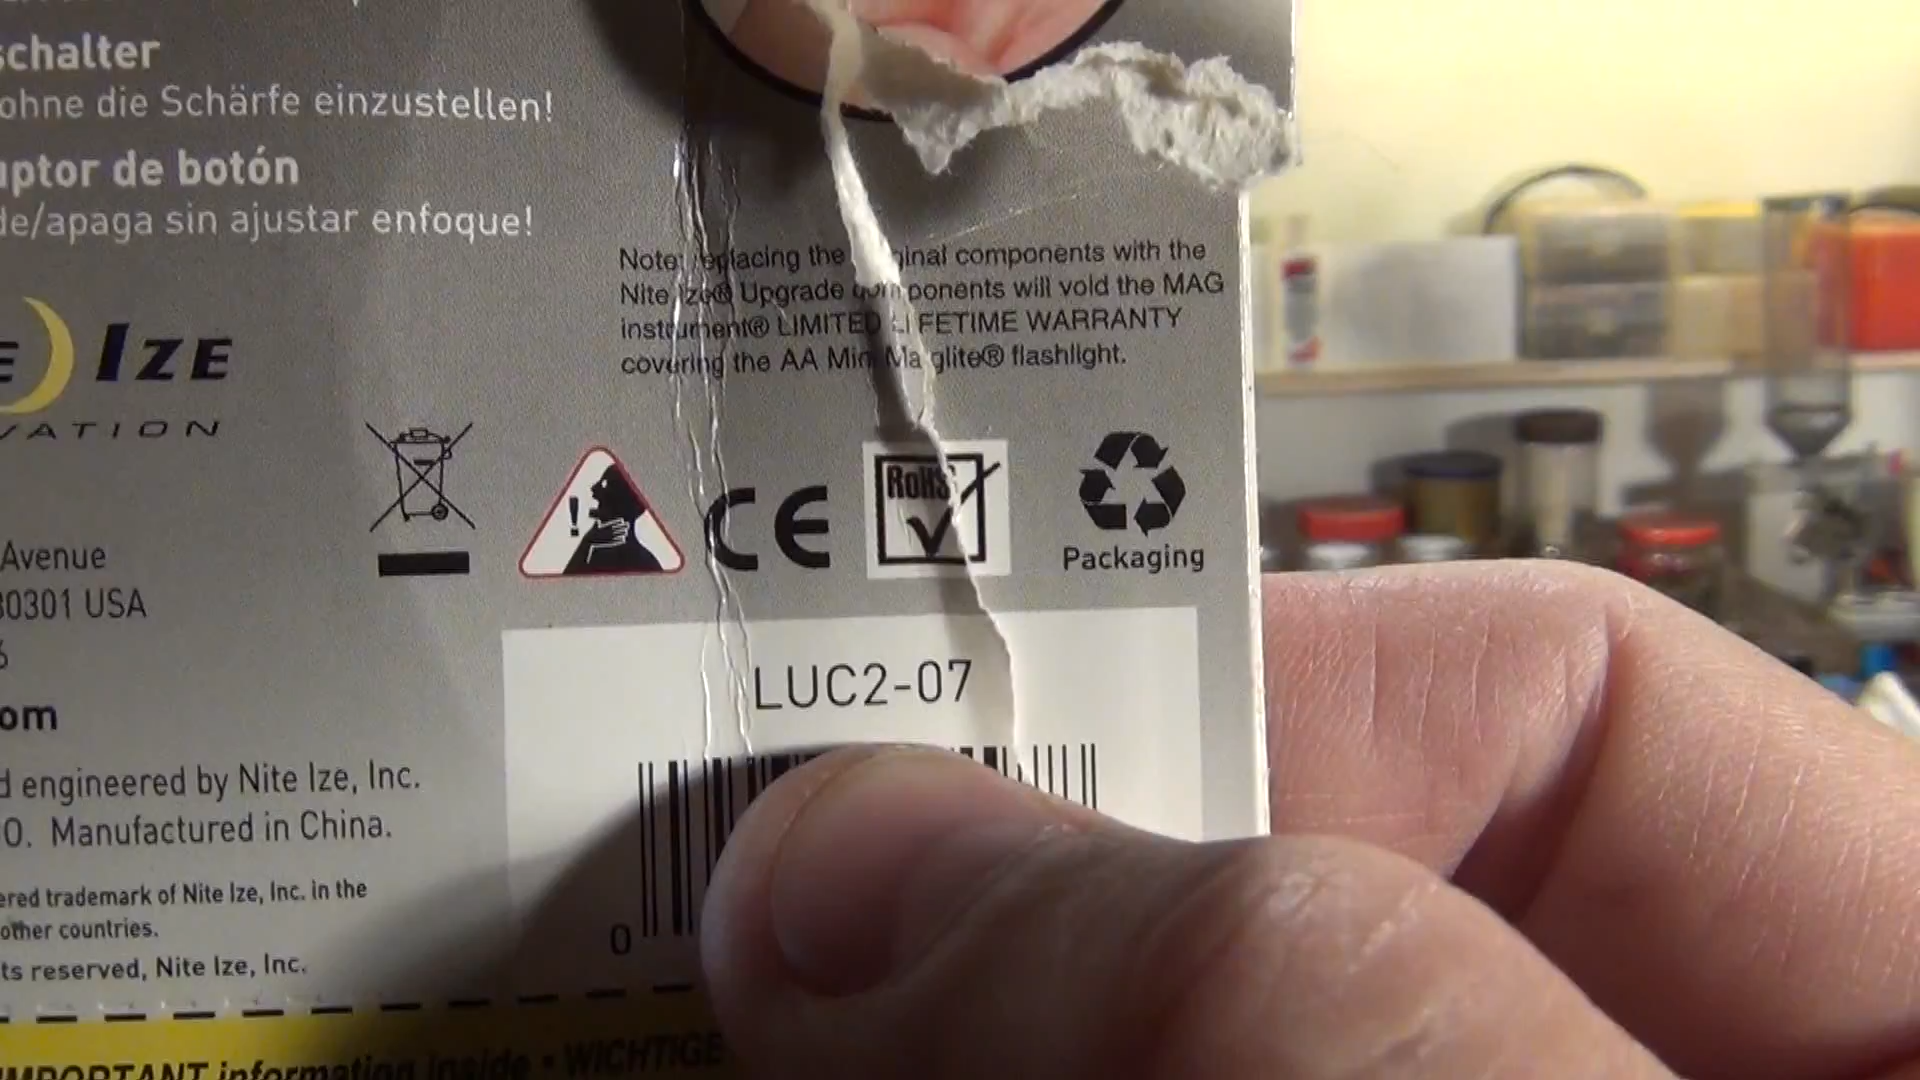 schalter
ohne die Schärfe einzustellen!
uptor de botón
de/apaga sin ajustar enfoque!
E IZE
VATION
Note: replacing the original components with the
Nite Ize® Upgrade components will void the MAG
instrument® LIMITED LIFETIME WARRANTY
covering the AA Mini Maglite® flashlight.
! CE RoHS
Packaging
Avenue
80301 USA
6
om
d engineered by Nite Ize, Inc.
O. Manufactured in China.
ered trademark of Nite Ize, Inc. in the
other countries.
ts reserved, Nite Ize, Inc.
LUC2-07
0
IMPORTANT information inside • WICHTIGE